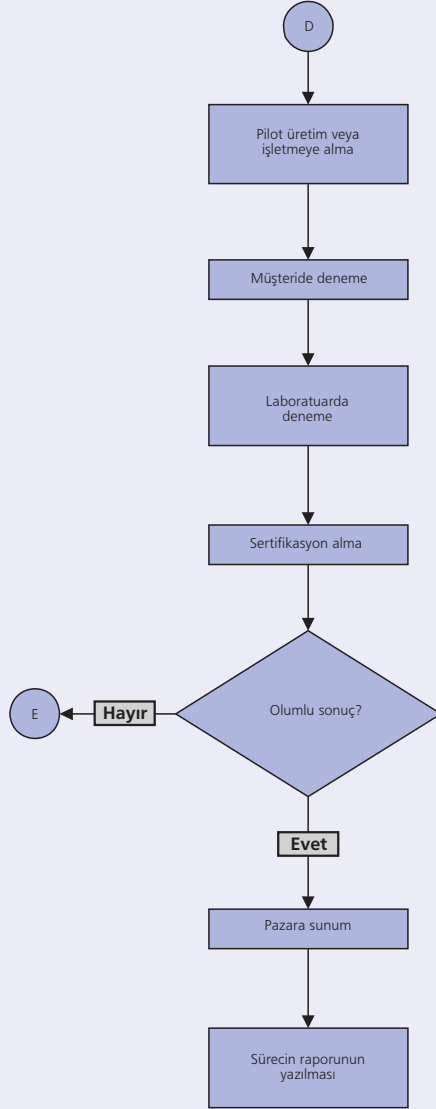 D
Pilot üretim veya
işletmeye alma
Müşteride deneme
Laboratuarda
deneme
Sertifikasyon alma
Olumlu sonuç?
Hayır
E
Evet
Pazara sunum
Sürecin raporunun
yazılması